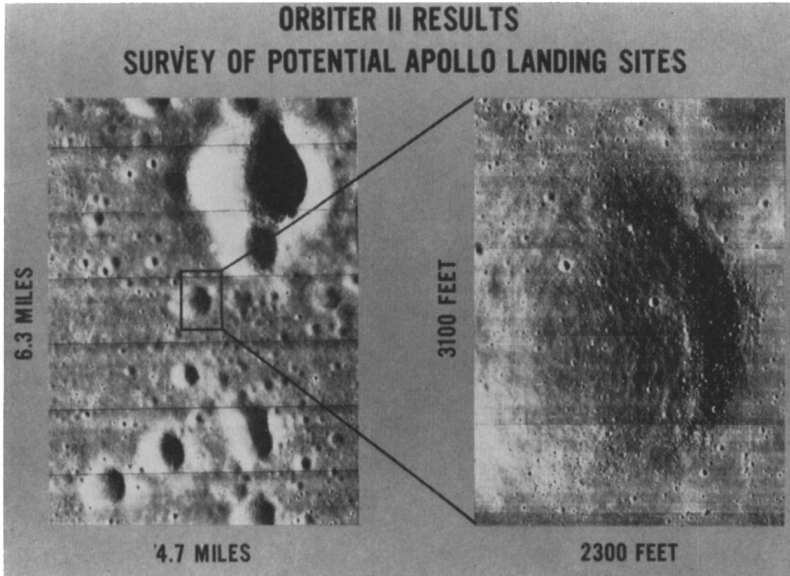 ORBITER II RESULTS
SURVEY OF POTENTIAL APOLLO LANDING SITES
6.3 MILES
4.7 MILES
3100 FEET
2300 FEET